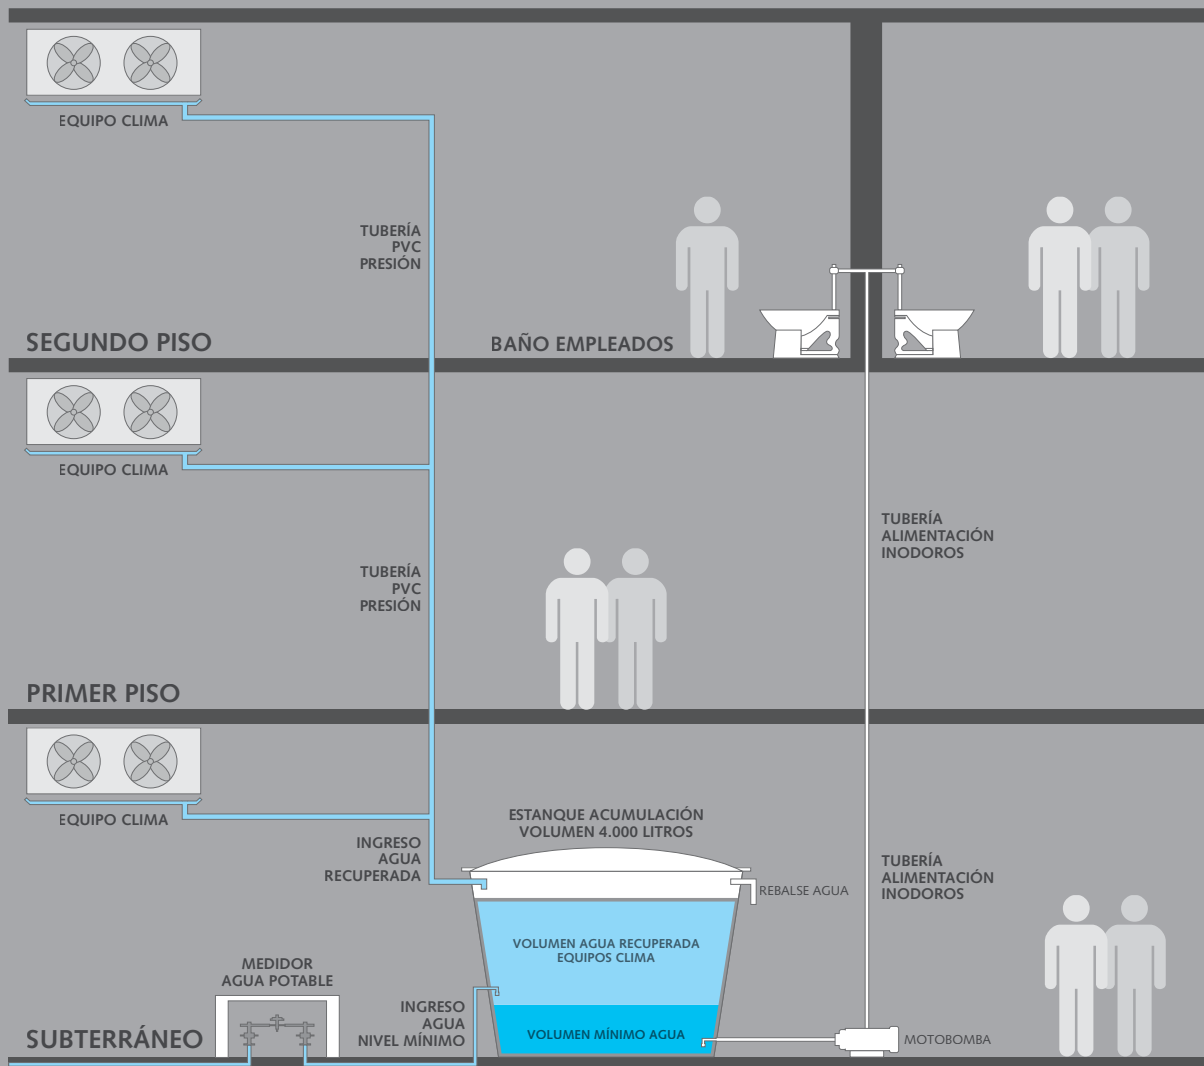 EQUIPO CLIMA
TUBERÍA
PVC
PRESIÓN
SEGUNDO PISO
BAÑO EMPLEADOS
EQUIPO CLIMA
TUBERÍA
ALIMENTACIÓN
INODOROS
TUBERÍA
PVC
PRESIÓN
PRIMER PISO
EQUIPO CLIMA
ESTANQUE ACUMULACIÓN
VOLUMEN 4.000 LITROS
INGRESO
AGUA
RECUPERADA
TUBERÍA
ALIMENTACIÓN
INODOROS
REBALSE AGUA
VOLUMEN AGUA RECUPERADA
EQUIPOS CLIMA
MEDIDOR
AGUA POTABLE
INGRESO
AGUA
NIVEL MÍNIMO
SUBTERRÁNEO
VOLUMEN MÍNIMO AGUA
MOTOBOMBA